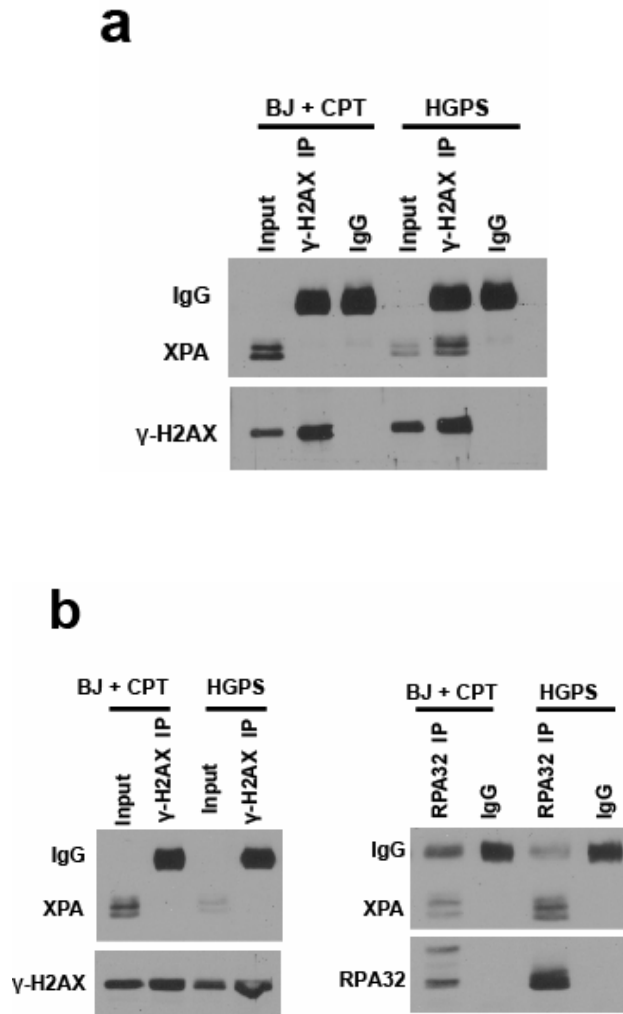 a
BJ + CPT HGPS
Input γ-H2AX IP IgG Input γ-H2AX IP IgG
IgG
XPA
γ-H2AX
b
BJ + CPT HGPS
Input γ-H2AX IP Input γ-H2AX IP
IgG
XPA
γ-H2AX
BJ + CPT HGPS
RPA32 IP IgG RPA32 IP IgG
IgG
XPA
RPA32